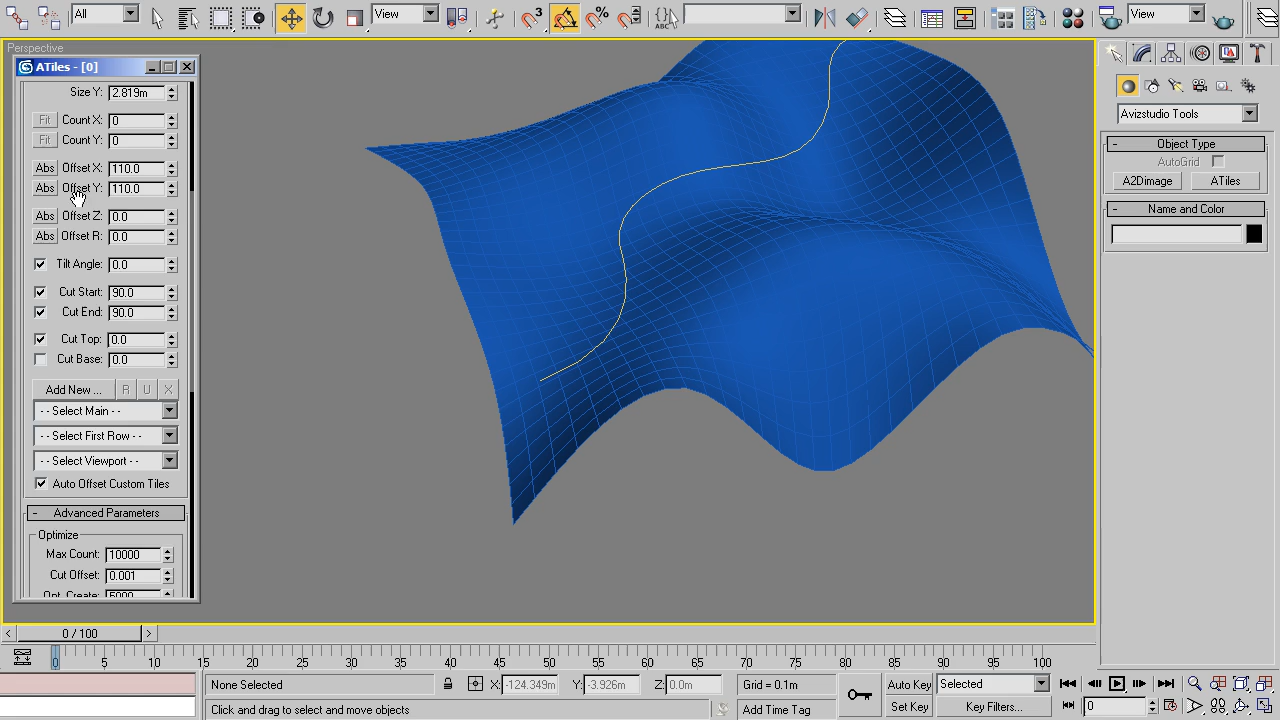 All
View
3
%
ABC
View
Perspective
ATiles - [0]
Size Y: 2.819m
Fit Count X: 0
Fit Count Y: 0
Abs Offset X: 110.0
Abs Offset Y: 110.0
Abs Offset Z: 0.0
Abs Offset R: 0.0
Tilt Angle: 0.0
Cut Start: 90.0
Cut End: 90.0
Cut Top: 0.0
Cut Base: 0.0
Add New ... R U X
- - Select Main - -
- - Select First Row - -
- - Select Viewport - -
Auto Offset Custom Tiles
- Advanced Parameters
Optimize
Max Count: 10000
Cut Offset: 0.001
Opt. Create: 5000
Avizstudio Tools
- Object Type
AutoGrid
A2Dimage ATiles
- Name and Color
< 0 / 100 >
0 5 10 15 20 25 30 35 40 45 50 55 60 65 70 75 80 85 90 95 100
None Selected X: -124.349m Y: -3.926m Z: 0.0m Grid = 0.1m Auto Key Selected
Click and drag to select and move objects Add Time Tag Set Key Key Filters... 0